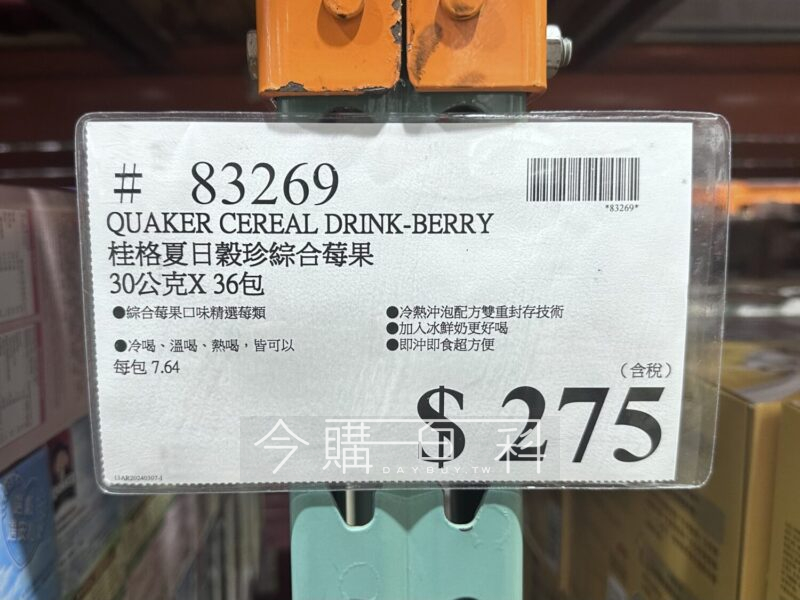 # 83269
*83269*
QUAKER CEREAL DRINK-BERRY
桂格夏日穀珍綜合莓果
30公克X 36包
●綜合莓果口味精選莓類
●冷熱沖泡配方雙重封存技術
●加入冰鮮奶更好喝
●冷喝、溫喝、熱喝，皆可以
●即沖即食超方便
每包 7.64
（含稅）
$ 275
今購百科
DAYBUY.TW